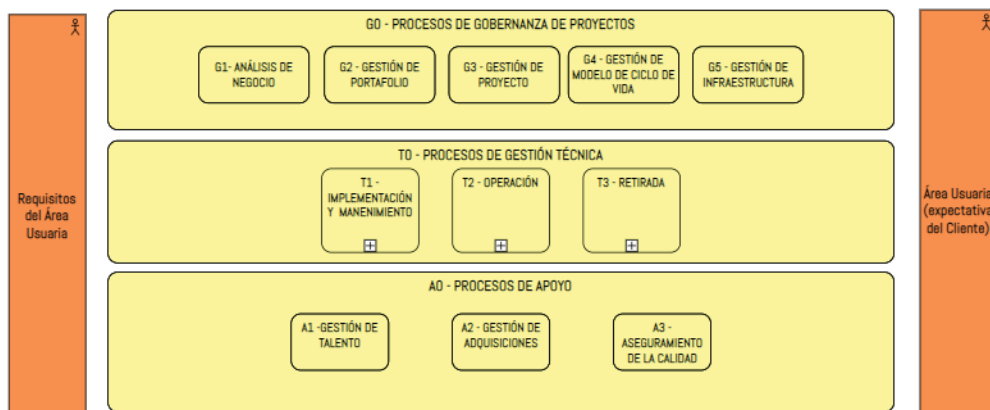 G0 - PROCESOS DE GOBERNANZA DE PROYECTOS
G1- ANÁLISIS DE
NEGOCIO
G2 - GESTIÓN DE
PORTAFOLIO
G3 - GESTIÓN DE
PROYECTO
G4 - GESTIÓN DE
MODELO DE CICLO DE
VIDA
G5 - GESTIÓN DE
INFRAESTRUCTURA
T0 - PROCESOS DE GESTIÓN TÉCNICA
T1 -
IMPLEMENTACIÓN
Y MANENIMIENTO
T2 - OPERACIÓN
T3 - RETIRADA
A0 - PROCESOS DE APOYO
A1 -GESTIÓN DE
TALENTO
A2 - GESTIÓN DE
ADQUISICIONES
A3 -
ASEGURAMIENTO
DE LA CALIDAD
Requisitos
del Área
Usuaria
Área Usuaria
(expectativa
del Cliente)